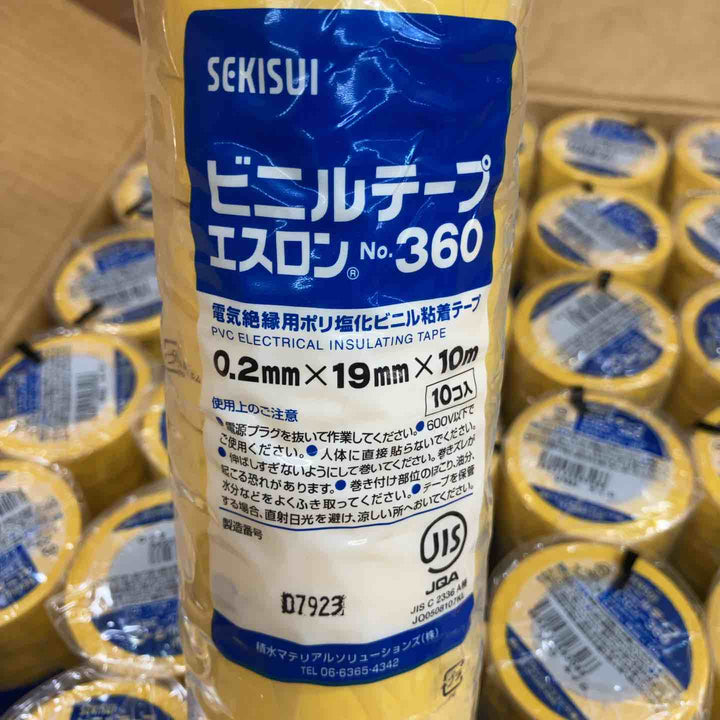 SEKISUI
ビニルテープ
エスロン® No.360
電気絶縁用ポリ塩化ビニル粘着テープ
PVC ELECTRICAL INSULATING TAPE
0.2mm×19mm×10m
10コ入
使用上のご注意
●電源プラグを抜いて作業してください。●600V以下で
ご使用ください。●人体に直接貼らないでください。
●伸ばしすぎないようにして巻いてください。巻きズレが
起こる恐れがあります。●巻き付け部位のほこり、油分、
水分などをよくふき取ってください。●テープを保管
する場合、直射日光を避け、涼しい所へおいてください。
製造番号
07923
JIS
JQA
JIS C 2336 A種
JQ0508107KL
積水マテリアルソリューションズ(株)
TEL 06-6365-4342